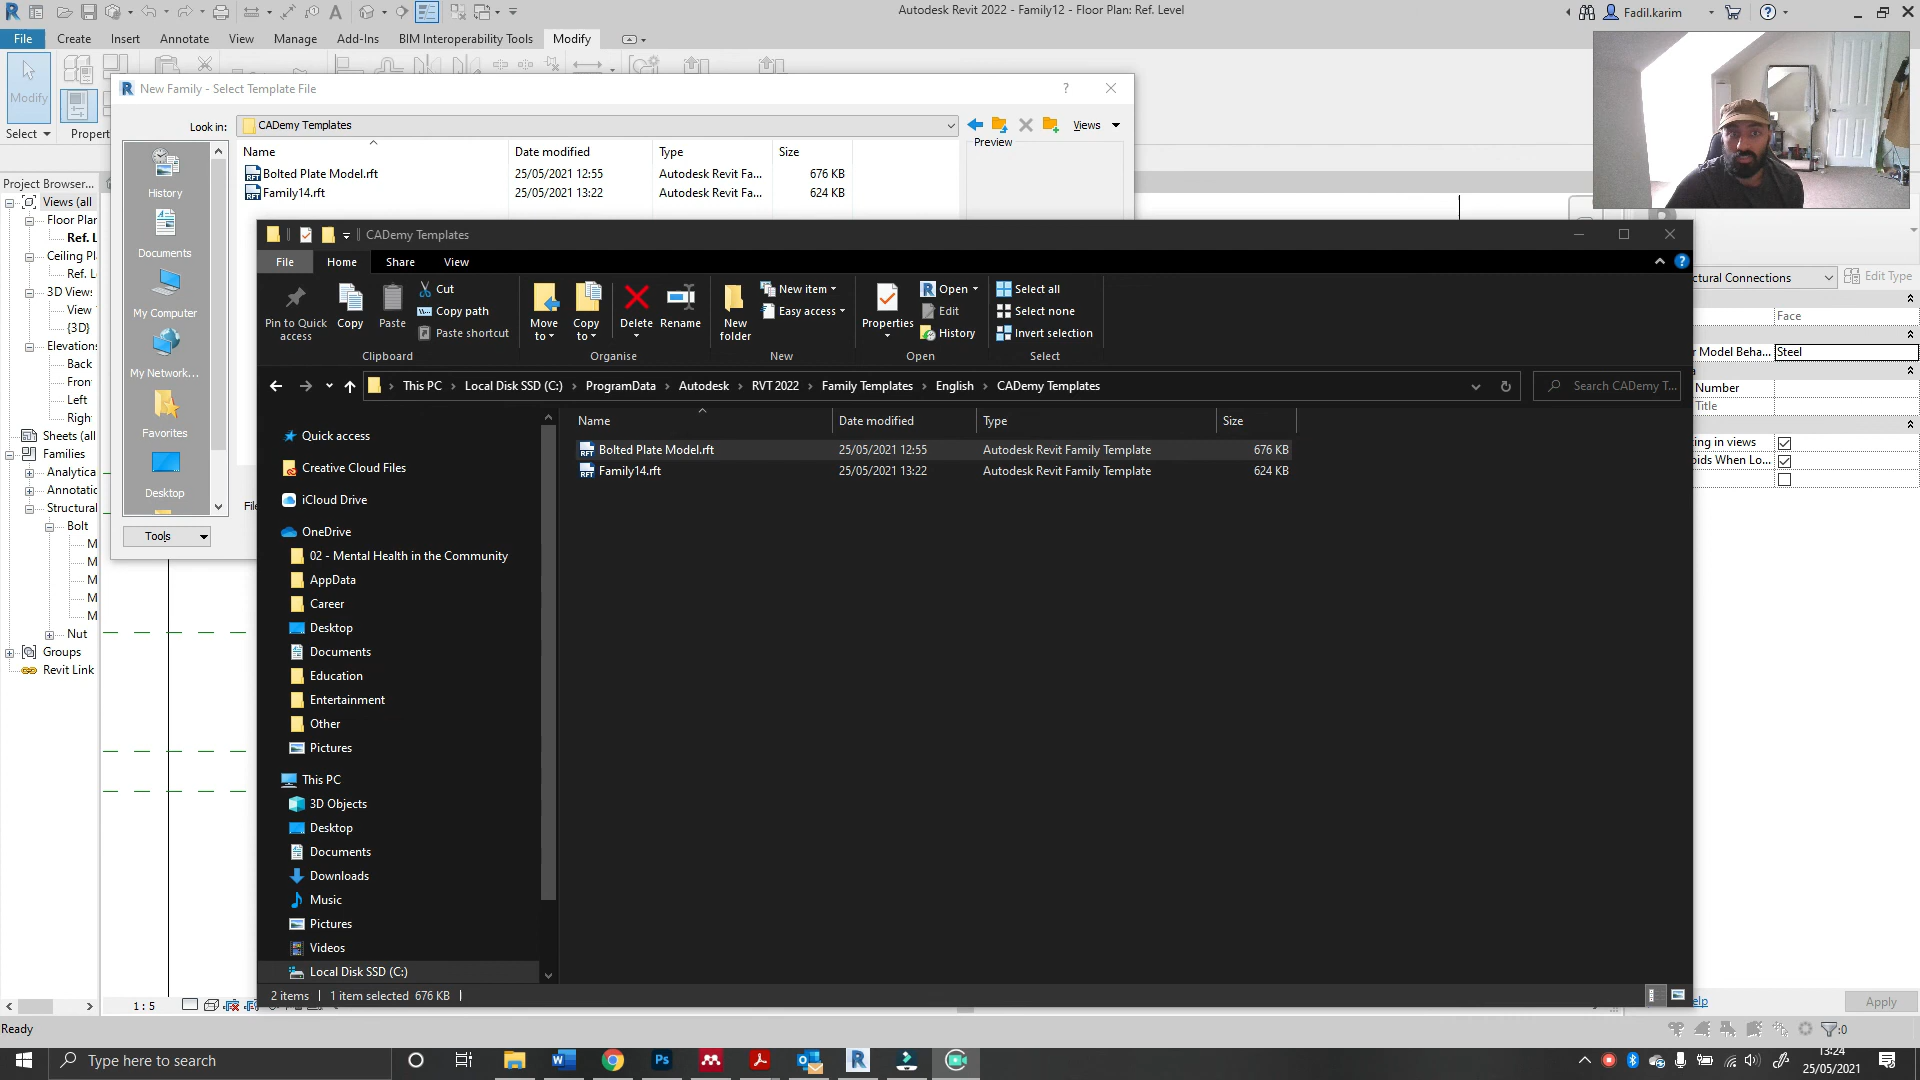 Autodesk Revit 2022 - Family12 - Floor Plan: Ref. Level
Fadil.karim
File
Create
Insert
Annotate
View
Manage
Add-Ins
BIM Interoperability Tools
Modify
Modify
Select
Propert
New Family - Select Template File
Look in:
CADemy Templates
Views
Preview
Name
Date modified
Type
Size
Bolted Plate Model.rft
25/05/2021 12:55
Autodesk Revit Fa...
676 KB
Family14.rft
25/05/2021 13:22
Autodesk Revit Fa...
624 KB
History
Documents
My Computer
My Network...
Favorites
Desktop
Tools
Project Browser...
Views (all
Floor Plan
Ref. L
Ceiling Pl
Ref. L
3D Views
View
{3D}
Elevations
Back
Fron
Left
Righ
Sheets (all
Families
Analytica
Annotatio
Structural
Bolt
M
M
M
M
M
Nut
Groups
Revit Link
CADemy Templates
File
Home
Share
View
Pin to Quick access
Copy
Paste
Cut
Copy path
Paste shortcut
Clipboard
Move to
Copy to
Delete
Rename
Organise
New folder
New item
Easy access
New
Properties
Open
Edit
History
Open
Select all
Select none
Invert selection
Select
This PC
Local Disk SSD (C:)
ProgramData
Autodesk
RVT 2022
Family Templates
English
CADemy Templates
Search CADemy T...
Name
Date modified
Type
Size
Bolted Plate Model.rft
25/05/2021 12:55
Autodesk Revit Family Template
676 KB
Family14.rft
25/05/2021 13:22
Autodesk Revit Family Template
624 KB
Quick access
Creative Cloud Files
iCloud Drive
OneDrive
02 - Mental Health in the Community
AppData
Career
Desktop
Documents
Education
Entertainment
Other
Pictures
This PC
3D Objects
Desktop
Documents
Downloads
Music
Pictures
Videos
Local Disk SSD (C:)
2 items
1 item selected 676 KB
ctural Connections
Edit Type
Face
r Model Beha...
Steel
Number
Title
ting in views
oids When Lo...
elp
Apply
1 : 5
Ready
:0
Type here to search
13:24
25/05/2021